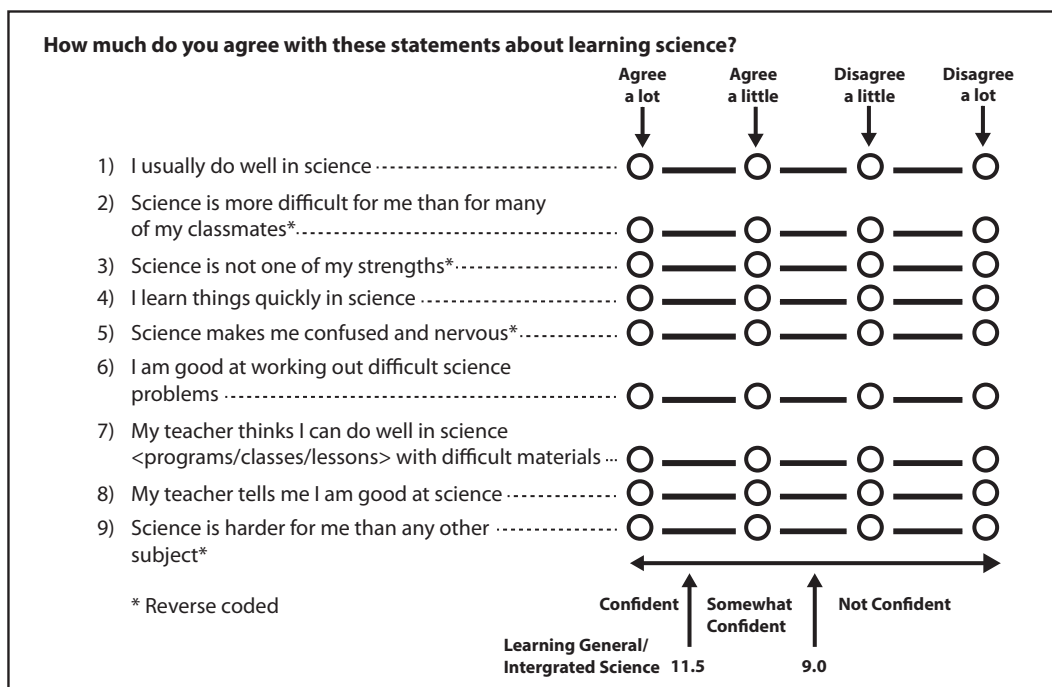 How much do you agree with these statements about learning science?
Agree a lot
Agree a little
Disagree a little
Disagree a lot
1) I usually do well in science
2) Science is more difficult for me than for many
of my classmates*
3) Science is not one of my strengths*
4) I learn things quickly in science
5) Science makes me confused and nervous*
6) I am good at working out difficult science
problems
7) My teacher thinks I can do well in science
<programs/classes/lessons> with difficult materials
8) My teacher tells me I am good at science
9) Science is harder for me than any other
subject*
* Reverse coded
Confident
Somewhat
Confident
Not Confident
Learning General/
Intergrated Science 11.5 9.0